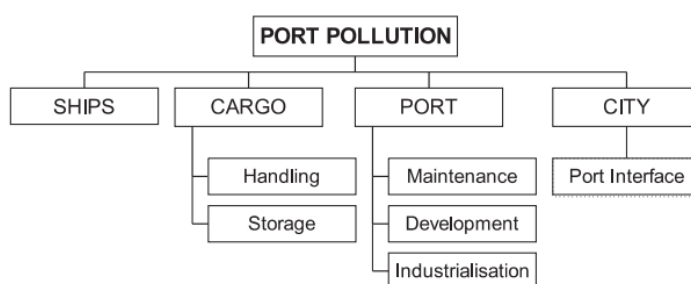 PORT POLLUTION
SHIPS
CARGO
PORT
CITY
Handling
Maintenance
Port Interface
Storage
Development
Industrialisation